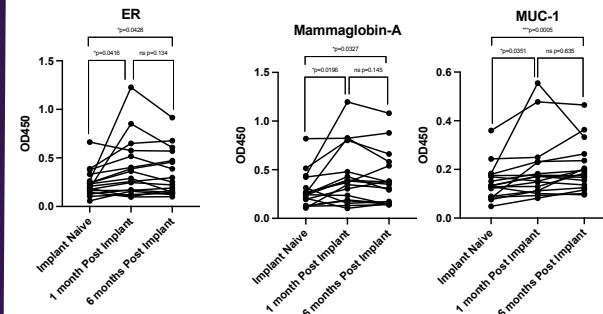 ER
*p=0.0428
*p=0.0416
ns p=0.134
1.5
1.0
0.5
0.0
OD450
Implant Naive
1 month Post Implant
6 months Post Implant
Mammaglobin-A
*p=0.0327
*p=0.0196
ns p=0.145
1.5
1.0
0.5
0.0
OD450
Implant Naive
1 month Post Implant
6 months Post Implant
MUC-1
***p=0.0005
*p=0.0351
ns p=0.635
0.6
0.4
0.2
0.0
OD450
Implant Naive
1 month Post Implant
6 months Post Implant